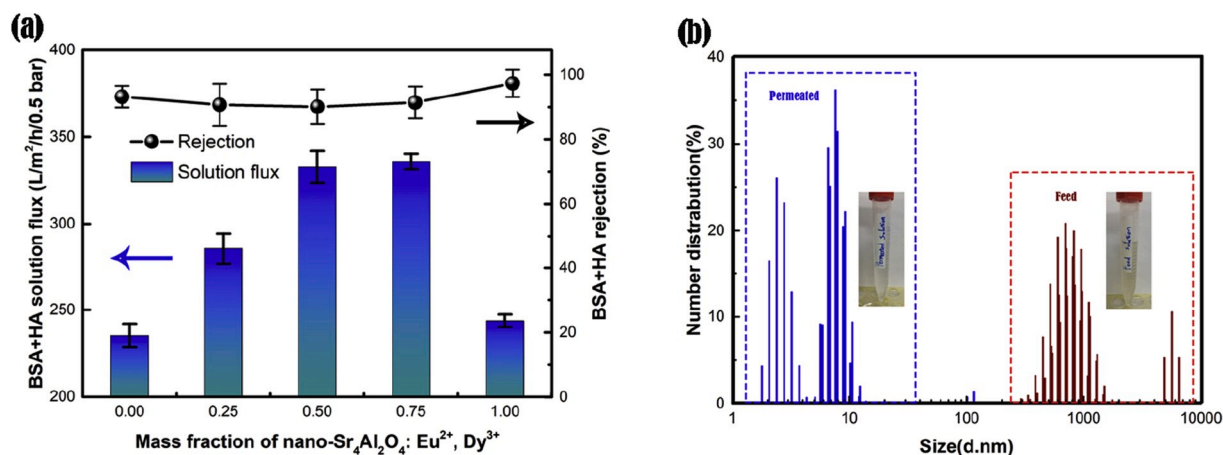 (a)
BSA+HA solution flux (L/m²/h/0.5 bar)
400
350
300
250
200
Rejection
Solution flux
100
80
60
40
20
0
BSA+HA rejection (%)
0.00 0.25 0.50 0.75 1.00
Mass fraction of nano-Sr₄Al₂O₄: Eu²⁺, Dy³⁺
(b)
Number distrabution(%)
40
30
20
10
0
Permeated
Feed
1 10 100 1000 10000
Size(d.nm)